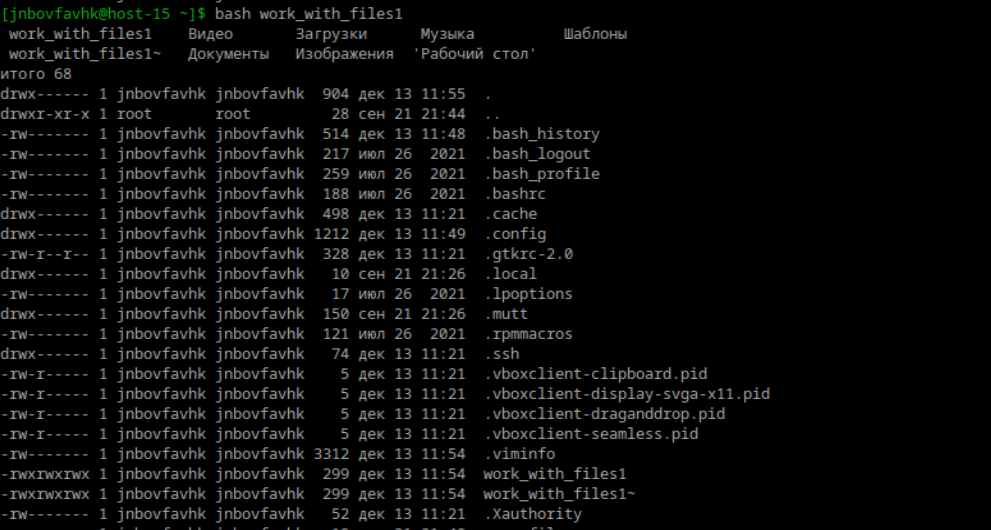 [jnbovfavhk@host-15 ~]$ bash work_with_files1
work_with_files1 Видео Загрузки Музыка Шаблоны
work_with_files1~ Документы Изображения 'Рабочий стол'
итого 68
drwx------ 1 jnbovfavhk jnbovfavhk 904 дек 13 11:55 .
drwxr-xr-x 1 root root 28 сен 21 21:44 ..
-rw------- 1 jnbovfavhk jnbovfavhk 514 дек 13 11:48 .bash_history
-rw------- 1 jnbovfavhk jnbovfavhk 217 июл 26 2021 .bash_logout
-rw------- 1 jnbovfavhk jnbovfavhk 259 июл 26 2021 .bash_profile
-rw------- 1 jnbovfavhk jnbovfavhk 188 июл 26 2021 .bashrc
drwx------ 1 jnbovfavhk jnbovfavhk 498 дек 13 11:21 .cache
drwx------ 1 jnbovfavhk jnbovfavhk 1212 дек 13 11:49 .config
-rw-r--r-- 1 jnbovfavhk jnbovfavhk 328 дек 13 11:21 .gtkrc-2.0
drwx------ 1 jnbovfavhk jnbovfavhk 10 сен 21 21:26 .local
-rw------- 1 jnbovfavhk jnbovfavhk 17 июл 26 2021 .lpoptions
drwx------ 1 jnbovfavhk jnbovfavhk 150 сен 21 21:26 .mutt
-rw------- 1 jnbovfavhk jnbovfavhk 121 июл 26 2021 .rpmmacros
drwx------ 1 jnbovfavhk jnbovfavhk 74 дек 13 11:21 .ssh
-rw-r----- 1 jnbovfavhk jnbovfavhk 5 дек 13 11:21 .vboxclient-clipboard.pid
-rw-r----- 1 jnbovfavhk jnbovfavhk 5 дек 13 11:21 .vboxclient-display-svga-x11.pid
-rw-r----- 1 jnbovfavhk jnbovfavhk 5 дек 13 11:21 .vboxclient-draganddrop.pid
-rw-r----- 1 jnbovfavhk jnbovfavhk 5 дек 13 11:21 .vboxclient-seamless.pid
-rw------- 1 jnbovfavhk jnbovfavhk 3312 дек 13 11:54 .viminfo
-rwxrwxrwx 1 jnbovfavhk jnbovfavhk 299 дек 13 11:54 work_with_files1
-rwxrwxrwx 1 jnbovfavhk jnbovfavhk 299 дек 13 11:54 work_with_files1~
-rw------- 1 jnbovfavhk jnbovfavhk 52 дек 13 11:21 .Xauthority